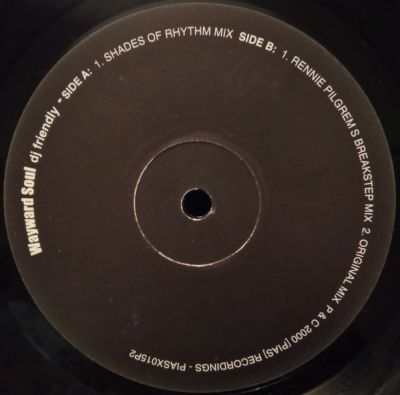 Wayward Soul dj friendly - SIDE A: 1. SHADES OF RHYTHM MIX SIDE B: 1. RENNIE PILGREM S BREAKSTEP MIX 2. ORIGINAL MIX P & C 2000 [PIAS] RECORDINGS - PIASX015P2